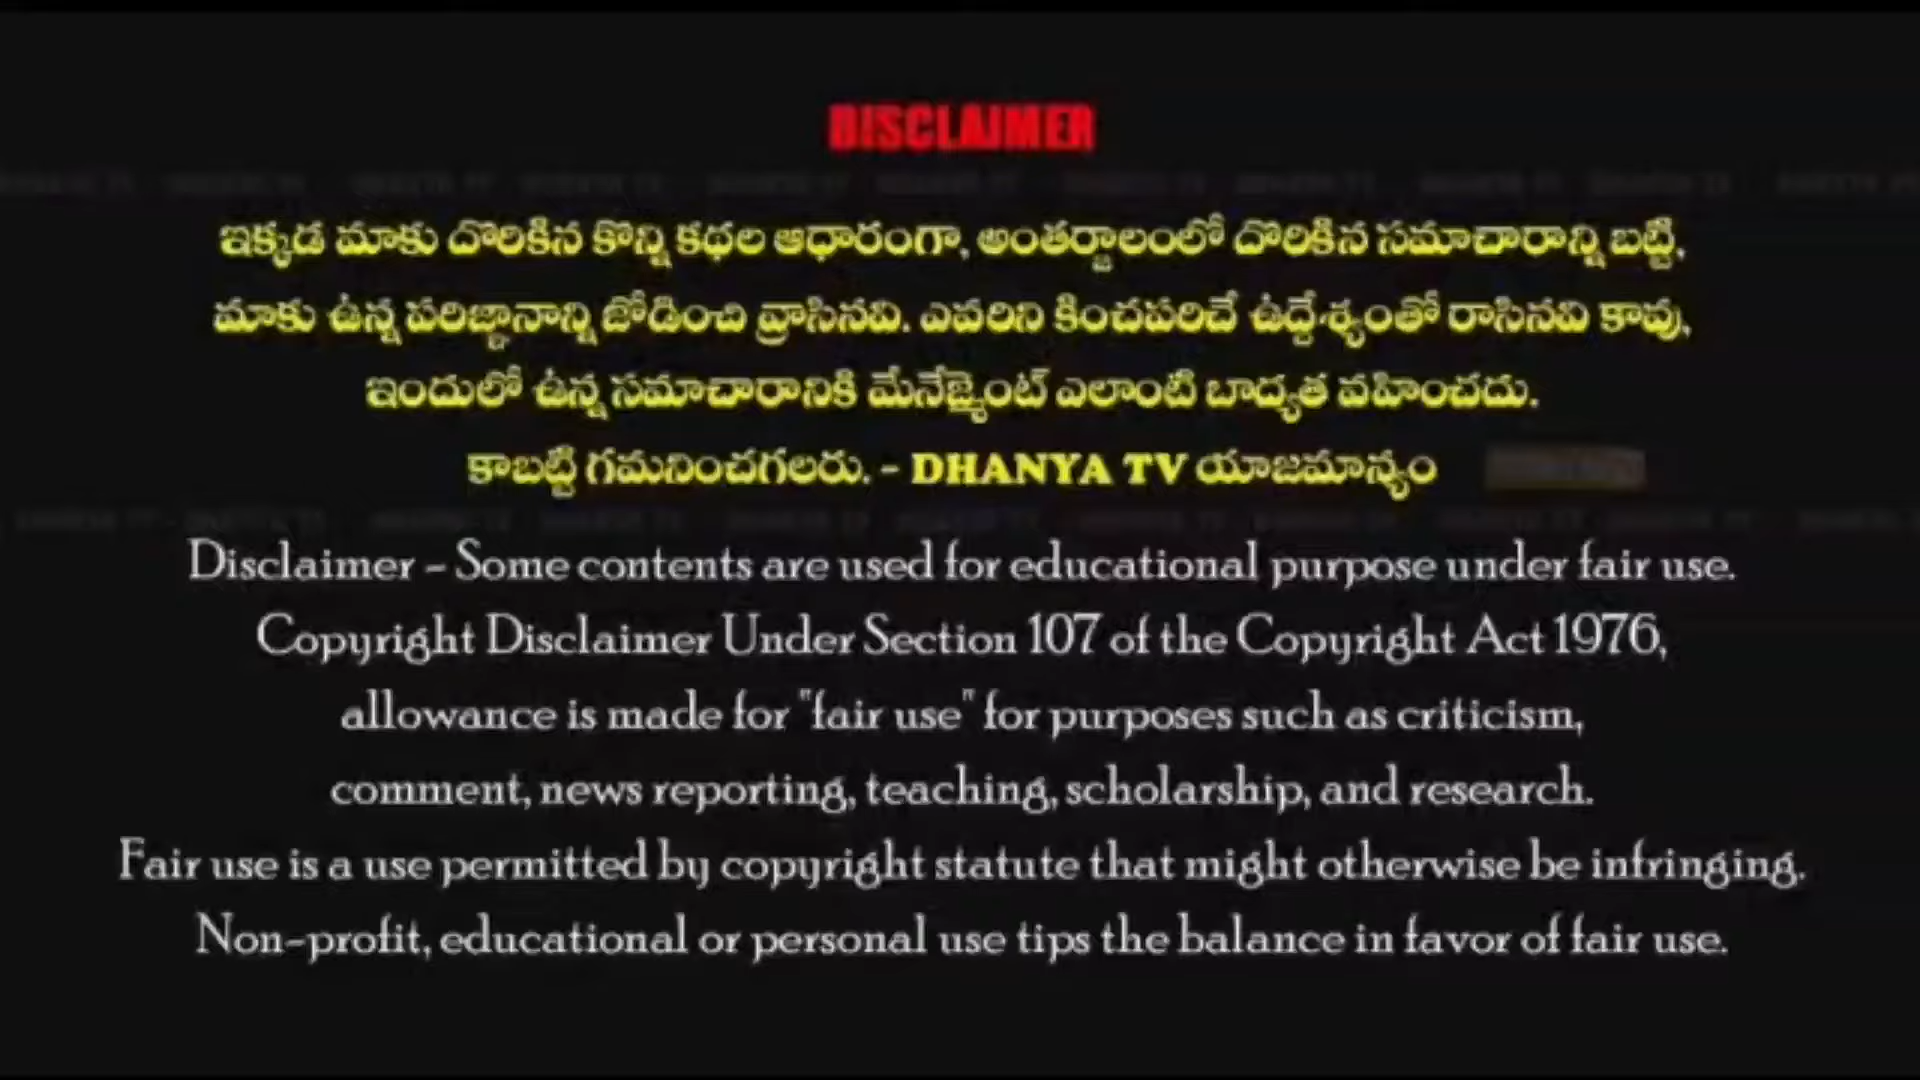 DISCLAIMER
ఇక్కడ మాకు దొరికిన కొన్ని కథల ఆధారంగా, అంతర్జాలంలో దొరికిన సమాచారాన్ని బట్టి,
మాకు ఉన్న పరిజ్ఞానాన్ని జోడించి వ్రాసినవి. ఎవరిని కించపరిచే ఉద్దేశ్యంతో రాసినవి కావు,
ఇందులో ఉన్న సమాచారానికి మేనేజ్మెంట్ ఎలాంటి బాద్యత వహించదు.
కాబట్టి గమనించగలరు. - DHANYA TV యాజమాన్యం
Disclaimer - Some contents are used for educational purpose under fair use.
Copyright Disclaimer Under Section 107 of the Copyright Act 1976,
allowance is made for "fair use" for purposes such as criticism,
comment, news reporting, teaching, scholarship, and research.
Fair use is a use permitted by copyright statute that might otherwise be infringing.
Non-profit, educational or personal use tips the balance in favor of fair use.